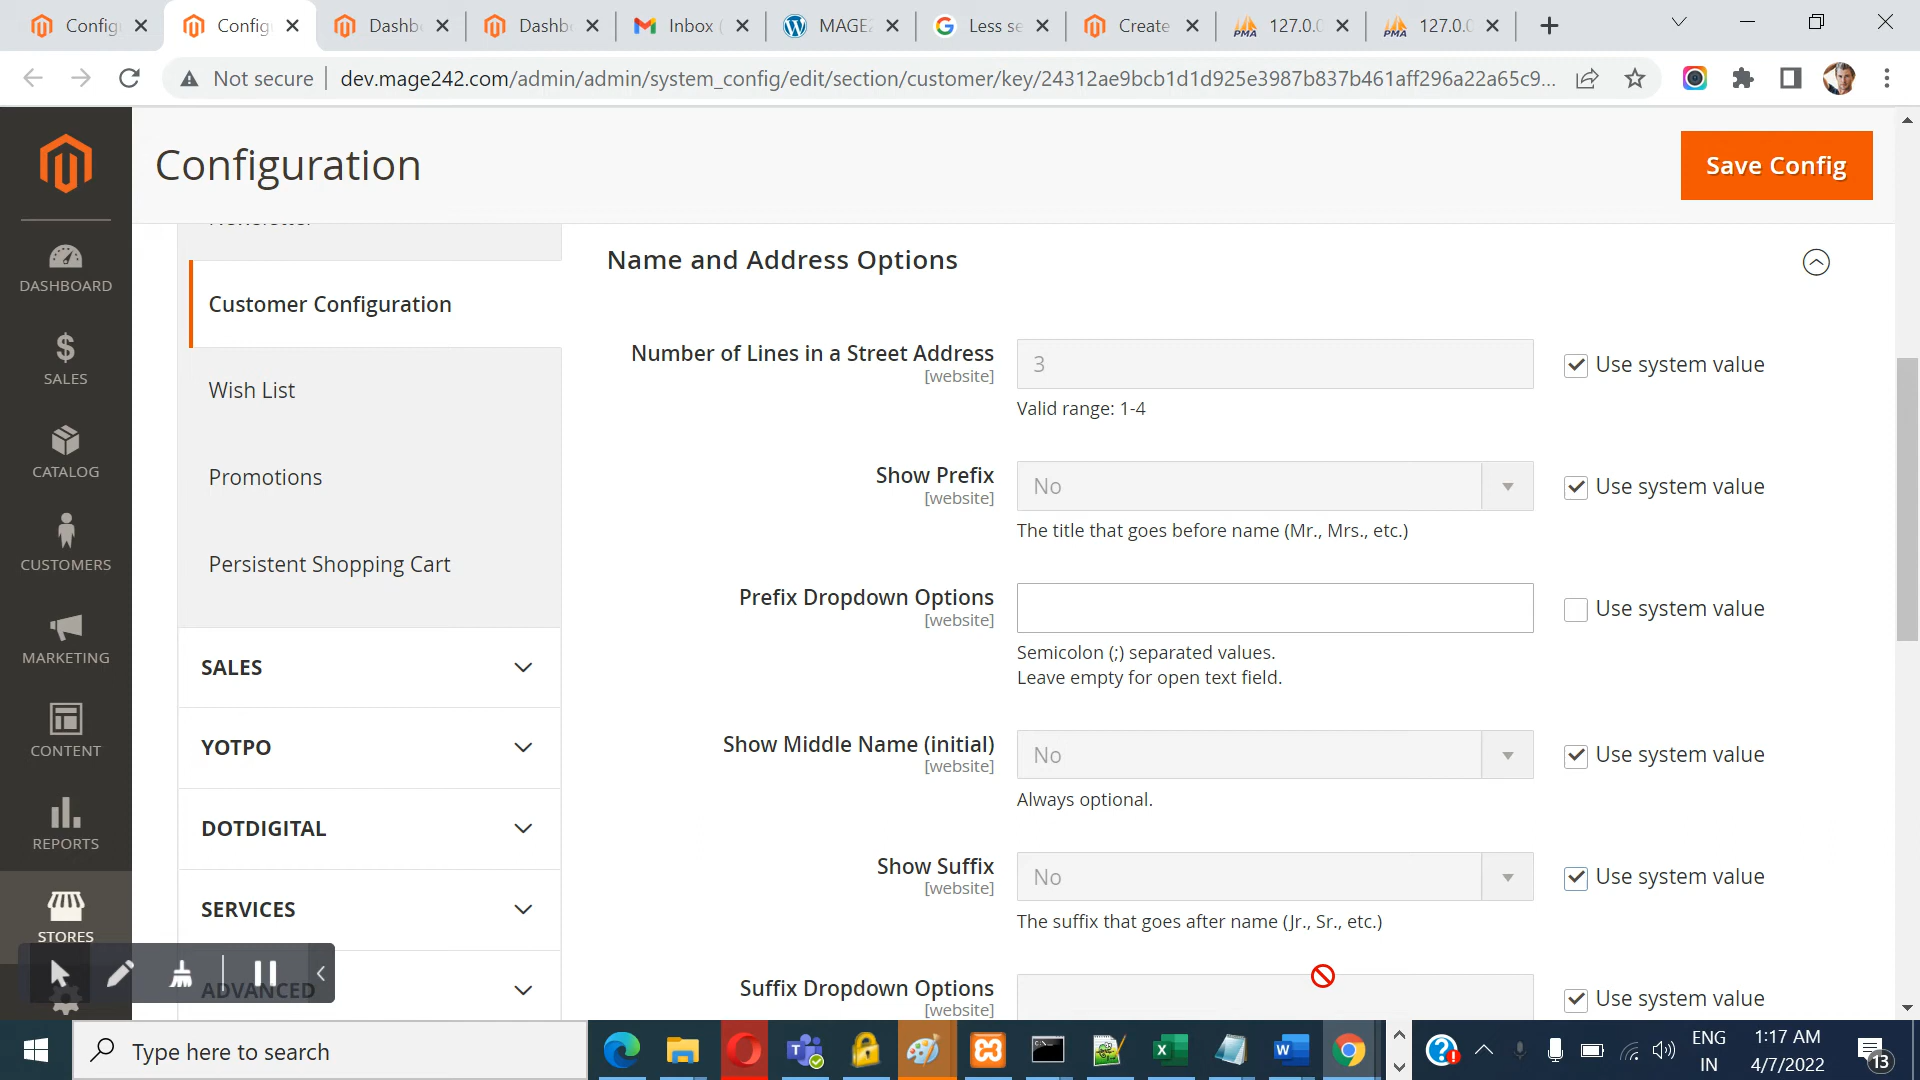 Config
Config
Dashb
Dashb
Inbox
MAGE2
Less se
Create
PMA
127.0.0
PMA
127.0.0
Not secure
dev.mage242.com/admin/admin/system_config/edit/section/customer/key/24312ae9bcb1d1d925e3987b837b461aff296a22a65c9...
Configuration
Save Config
DASHBOARD
SALES
CATALOG
CUSTOMERS
MARKETING
CONTENT
REPORTS
STORES
Newsletter
Customer Configuration
Wish List
Promotions
Persistent Shopping Cart
SALES
YOTPO
DOTDIGITAL
SERVICES
ADVANCED
Name and Address Options
Number of Lines in a Street Address
[website]
3
Use system value
Valid range: 1-4
Show Prefix
[website]
No
Use system value
The title that goes before name (Mr., Mrs., etc.)
Prefix Dropdown Options
[website]
Use system value
Semicolon (;) separated values.
Leave empty for open text field.
Show Middle Name (initial)
[website]
No
Use system value
Always optional.
Show Suffix
[website]
No
Use system value
The suffix that goes after name (Jr., Sr., etc.)
Suffix Dropdown Options
[website]
Use system value
Type here to search
ENG
IN
1:17 AM
4/7/2022
13